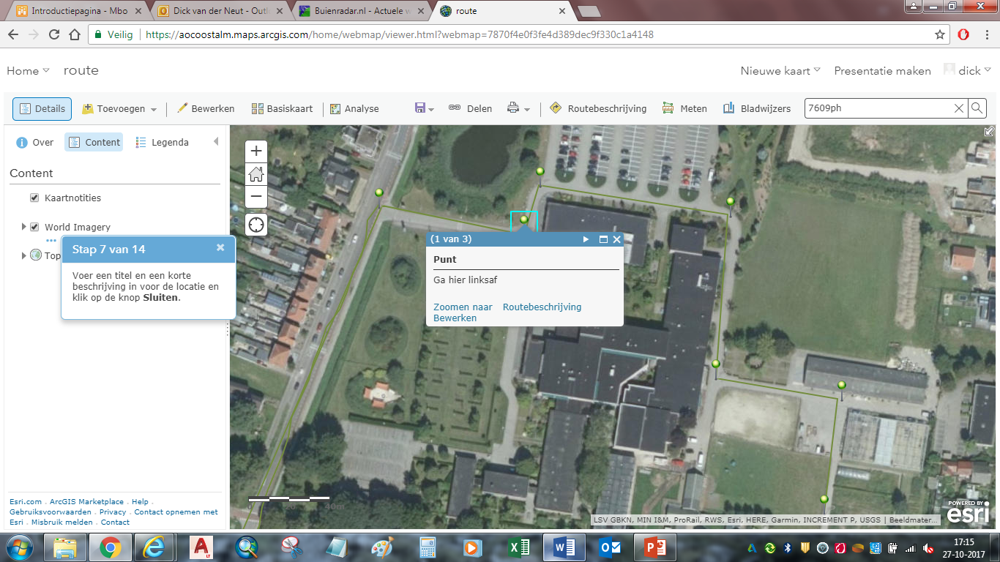 Introductiepagina - Mbo
Dick van der Neut - Outl
Buienradar.nl - Actuele w
route
Veilig
https://aocoostalm.maps.arcgis.com/home/webmap/viewer.html?webmap=7870f4e0f3fe4d389dec9f330c1a4148
Home
route
Nieuwe kaart
Presentatie maken
dick
Details
Toevoegen
Bewerken
Basiskaart
Analyse
Delen
Routebeschrijving
Meten
Bladwijzers
7609ph
Over
Content
Legenda
Content
Kaartnotities
World Imagery
Top
Stap 7 van 14
Voer een titel en een korte
beschrijving in voor de locatie en
klik op de knop Sluiten.
(1 van 3)
Punt
Ga hier linksaf
Zoomen naar Routebeschrijving
Bewerken
0 20 40m
Esri.com . ArcGIS Marketplace . Help .
Gebruiksvoorwaarden . Privacy . Contact opnemen met
Esri . Misbruik melden . Contact
LSV GBKN, MIN I&M, ProRail, RWS, Esri, HERE, Garmin, INCREMENT P, USGS | Beeldmater...
POWERED BY
esri
17:15
27-10-2017